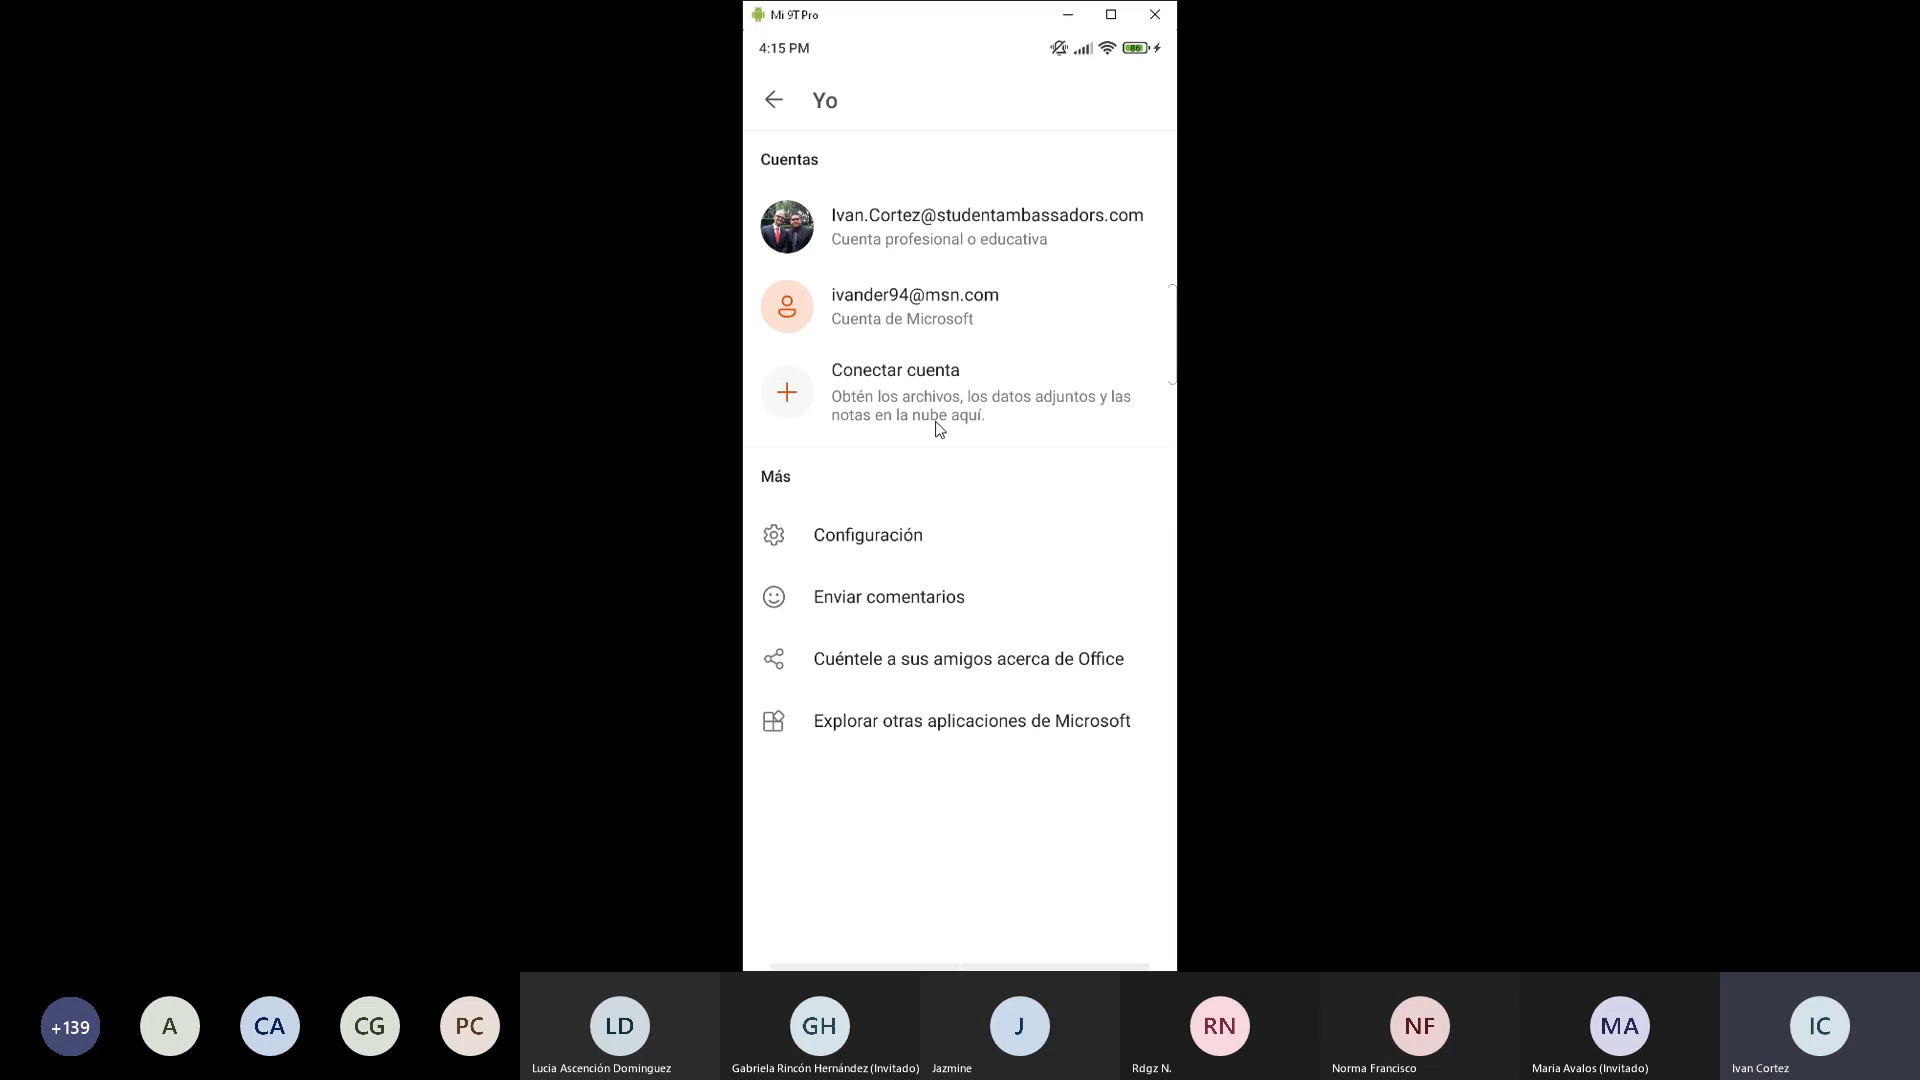 Mi 9T Pro
4:15 PM
86
Yo
Cuentas
Ivan.Cortez@studentambassadors.com
Cuenta profesional o educativa
ivander94@msn.com
Cuenta de Microsoft
Conectar cuenta
Obtén los archivos, los datos adjuntos y las
notas en la nube aquí.
Más
Configuración
Enviar comentarios
Cuéntele a sus amigos acerca de Office
Explorar otras aplicaciones de Microsoft
+139
A
CA
CG
PC
LD
GH
J
RN
NF
MA
IC
Lucia Ascención Dominguez
Gabriela Rincón Hernández (Invitado)
Jazmine
Rdgz N.
Norma Francisco
Maria Avalos (Invitado)
Ivan Cortez